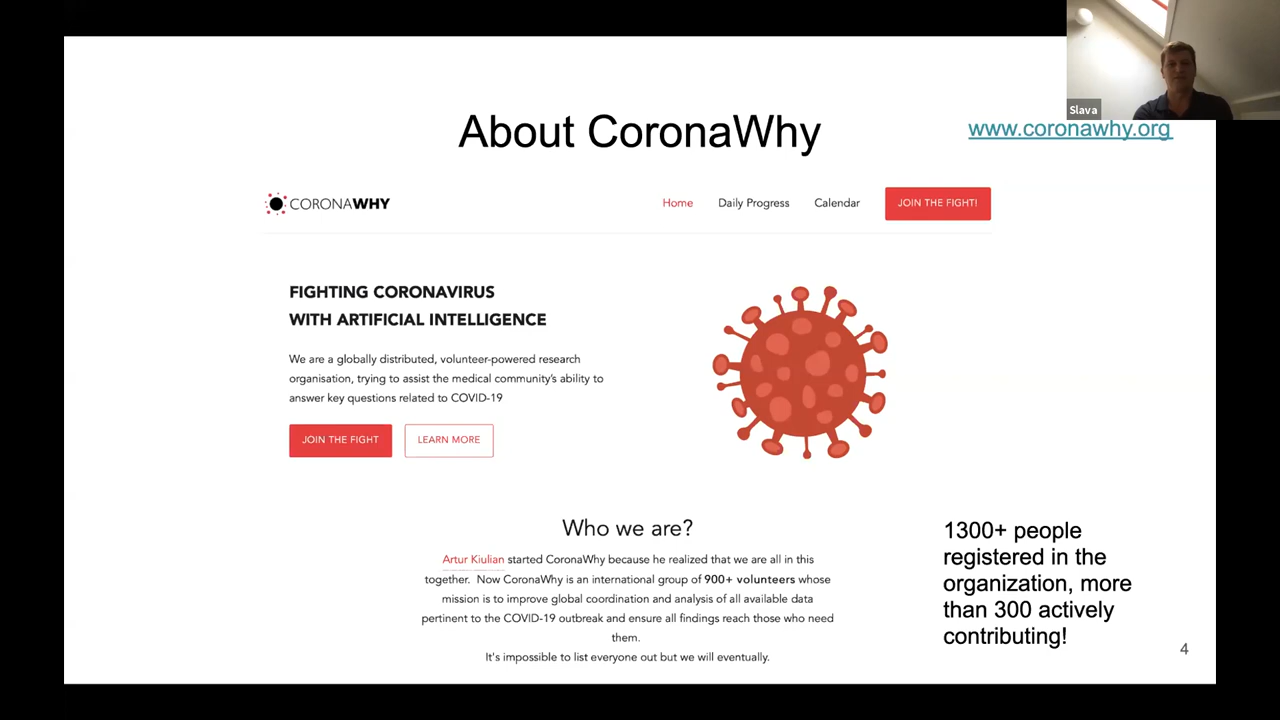 Slava
About CoronaWhy
www.coronawhy.org
CORONAWHY
Home
Daily Progress
Calendar
JOIN THE FIGHT!
FIGHTING CORONAVIRUS
WITH ARTIFICIAL INTELLIGENCE
We are a globally distributed, volunteer-powered research
organisation, trying to assist the medical community's ability to
answer key questions related to COVID-19
JOIN THE FIGHT
LEARN MORE
Who we are?
Artur Kiulian started CoronaWhy because he realized that we are all in this
together. Now CoronaWhy is an international group of 900+ volunteers whose
mission is to improve global coordination and analysis of all available data
pertinent to the COVID-19 outbreak and ensure all findings reach those who need
them.
It's impossible to list everyone out but we will eventually.
1300+ people
registered in the
organization, more
than 300 actively
contributing!
4